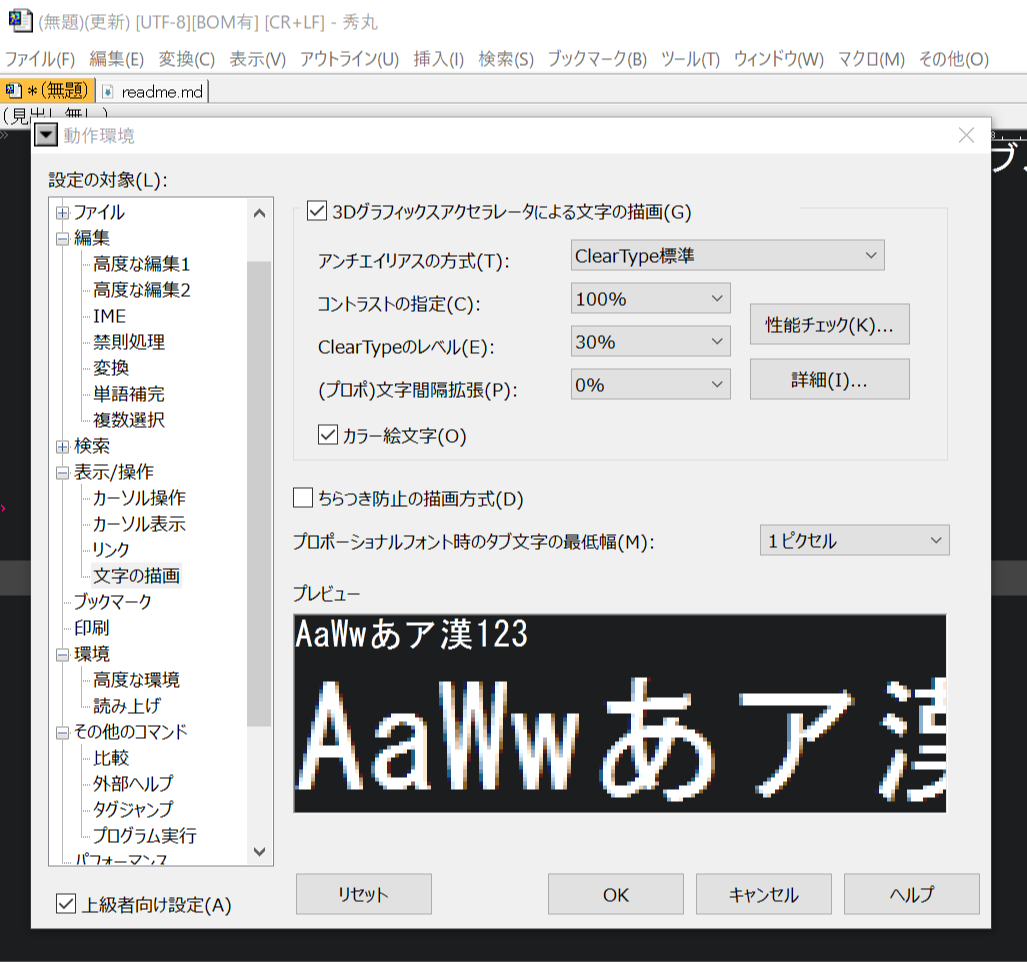 (無題)(更新) [UTF-8][BOM有] [CR+LF] - 秀丸
ファイル(F) 編集(E) 変換(C) 表示(V) アウトライン(U) 挿入(I) 検索(S) ブックマーク(B) ツール(T) ウィンドウ(W) マクロ(M) その他(O)
*(無題) readme.md
(見出し無し)
動作環境
設定の対象(L):
ファイル
編集
高度な編集1
高度な編集2
IME
禁則処理
変換
単語補完
複数選択
検索
表示/操作
カーソル操作
カーソル表示
リンク
文字の描画
ブックマーク
印刷
環境
高度な環境
読み上げ
その他のコマンド
比較
外部ヘルプ
タグジャンプ
プログラム実行
パフォーマンス
上級者向け設定(A)
3Dグラフィックスアクセラレータによる文字の描画(G)
アンチエイリアスの方式(T): ClearType標準
コントラストの指定(C): 100%
ClearTypeのレベル(E): 30%
(プロポ)文字間隔拡張(P): 0%
性能チェック(K)...
詳細(I)...
カラー絵文字(O)
ちらつき防止の描画方式(D)
プロポーショナルフォント時のタブ文字の最低幅(M): 1ピクセル
プレビュー
AaWwあア漢123
AaWwあア漢
リセット OK キャンセル ヘルプ